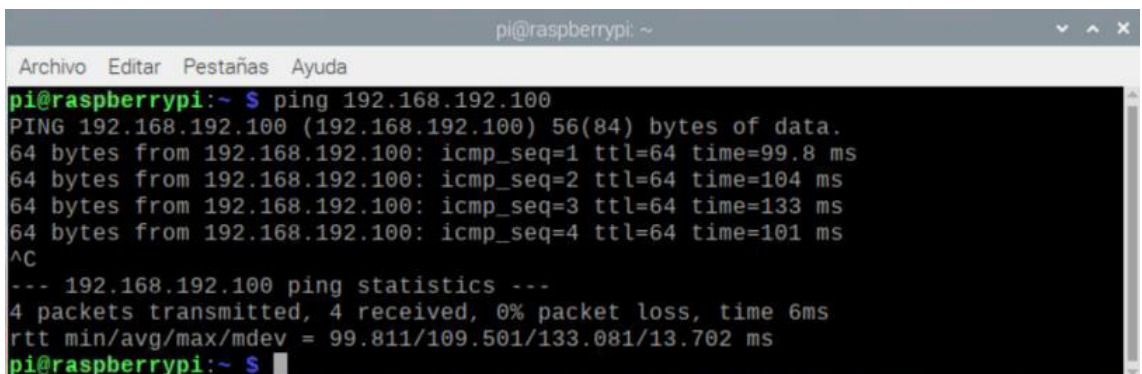 pi@raspberrypi: ~
Archivo Editar Pestañas Ayuda
pi@raspberrypi:~ $ ping 192.168.192.100
PING 192.168.192.100 (192.168.192.100) 56(84) bytes of data.
64 bytes from 192.168.192.100: icmp_seq=1 ttl=64 time=99.8 ms
64 bytes from 192.168.192.100: icmp_seq=2 ttl=64 time=104 ms
64 bytes from 192.168.192.100: icmp_seq=3 ttl=64 time=133 ms
64 bytes from 192.168.192.100: icmp_seq=4 ttl=64 time=101 ms
^C
--- 192.168.192.100 ping statistics ---
4 packets transmitted, 4 received, 0% packet loss, time 6ms
rtt min/avg/max/mdev = 99.811/109.501/133.081/13.702 ms
pi@raspberrypi:~ $